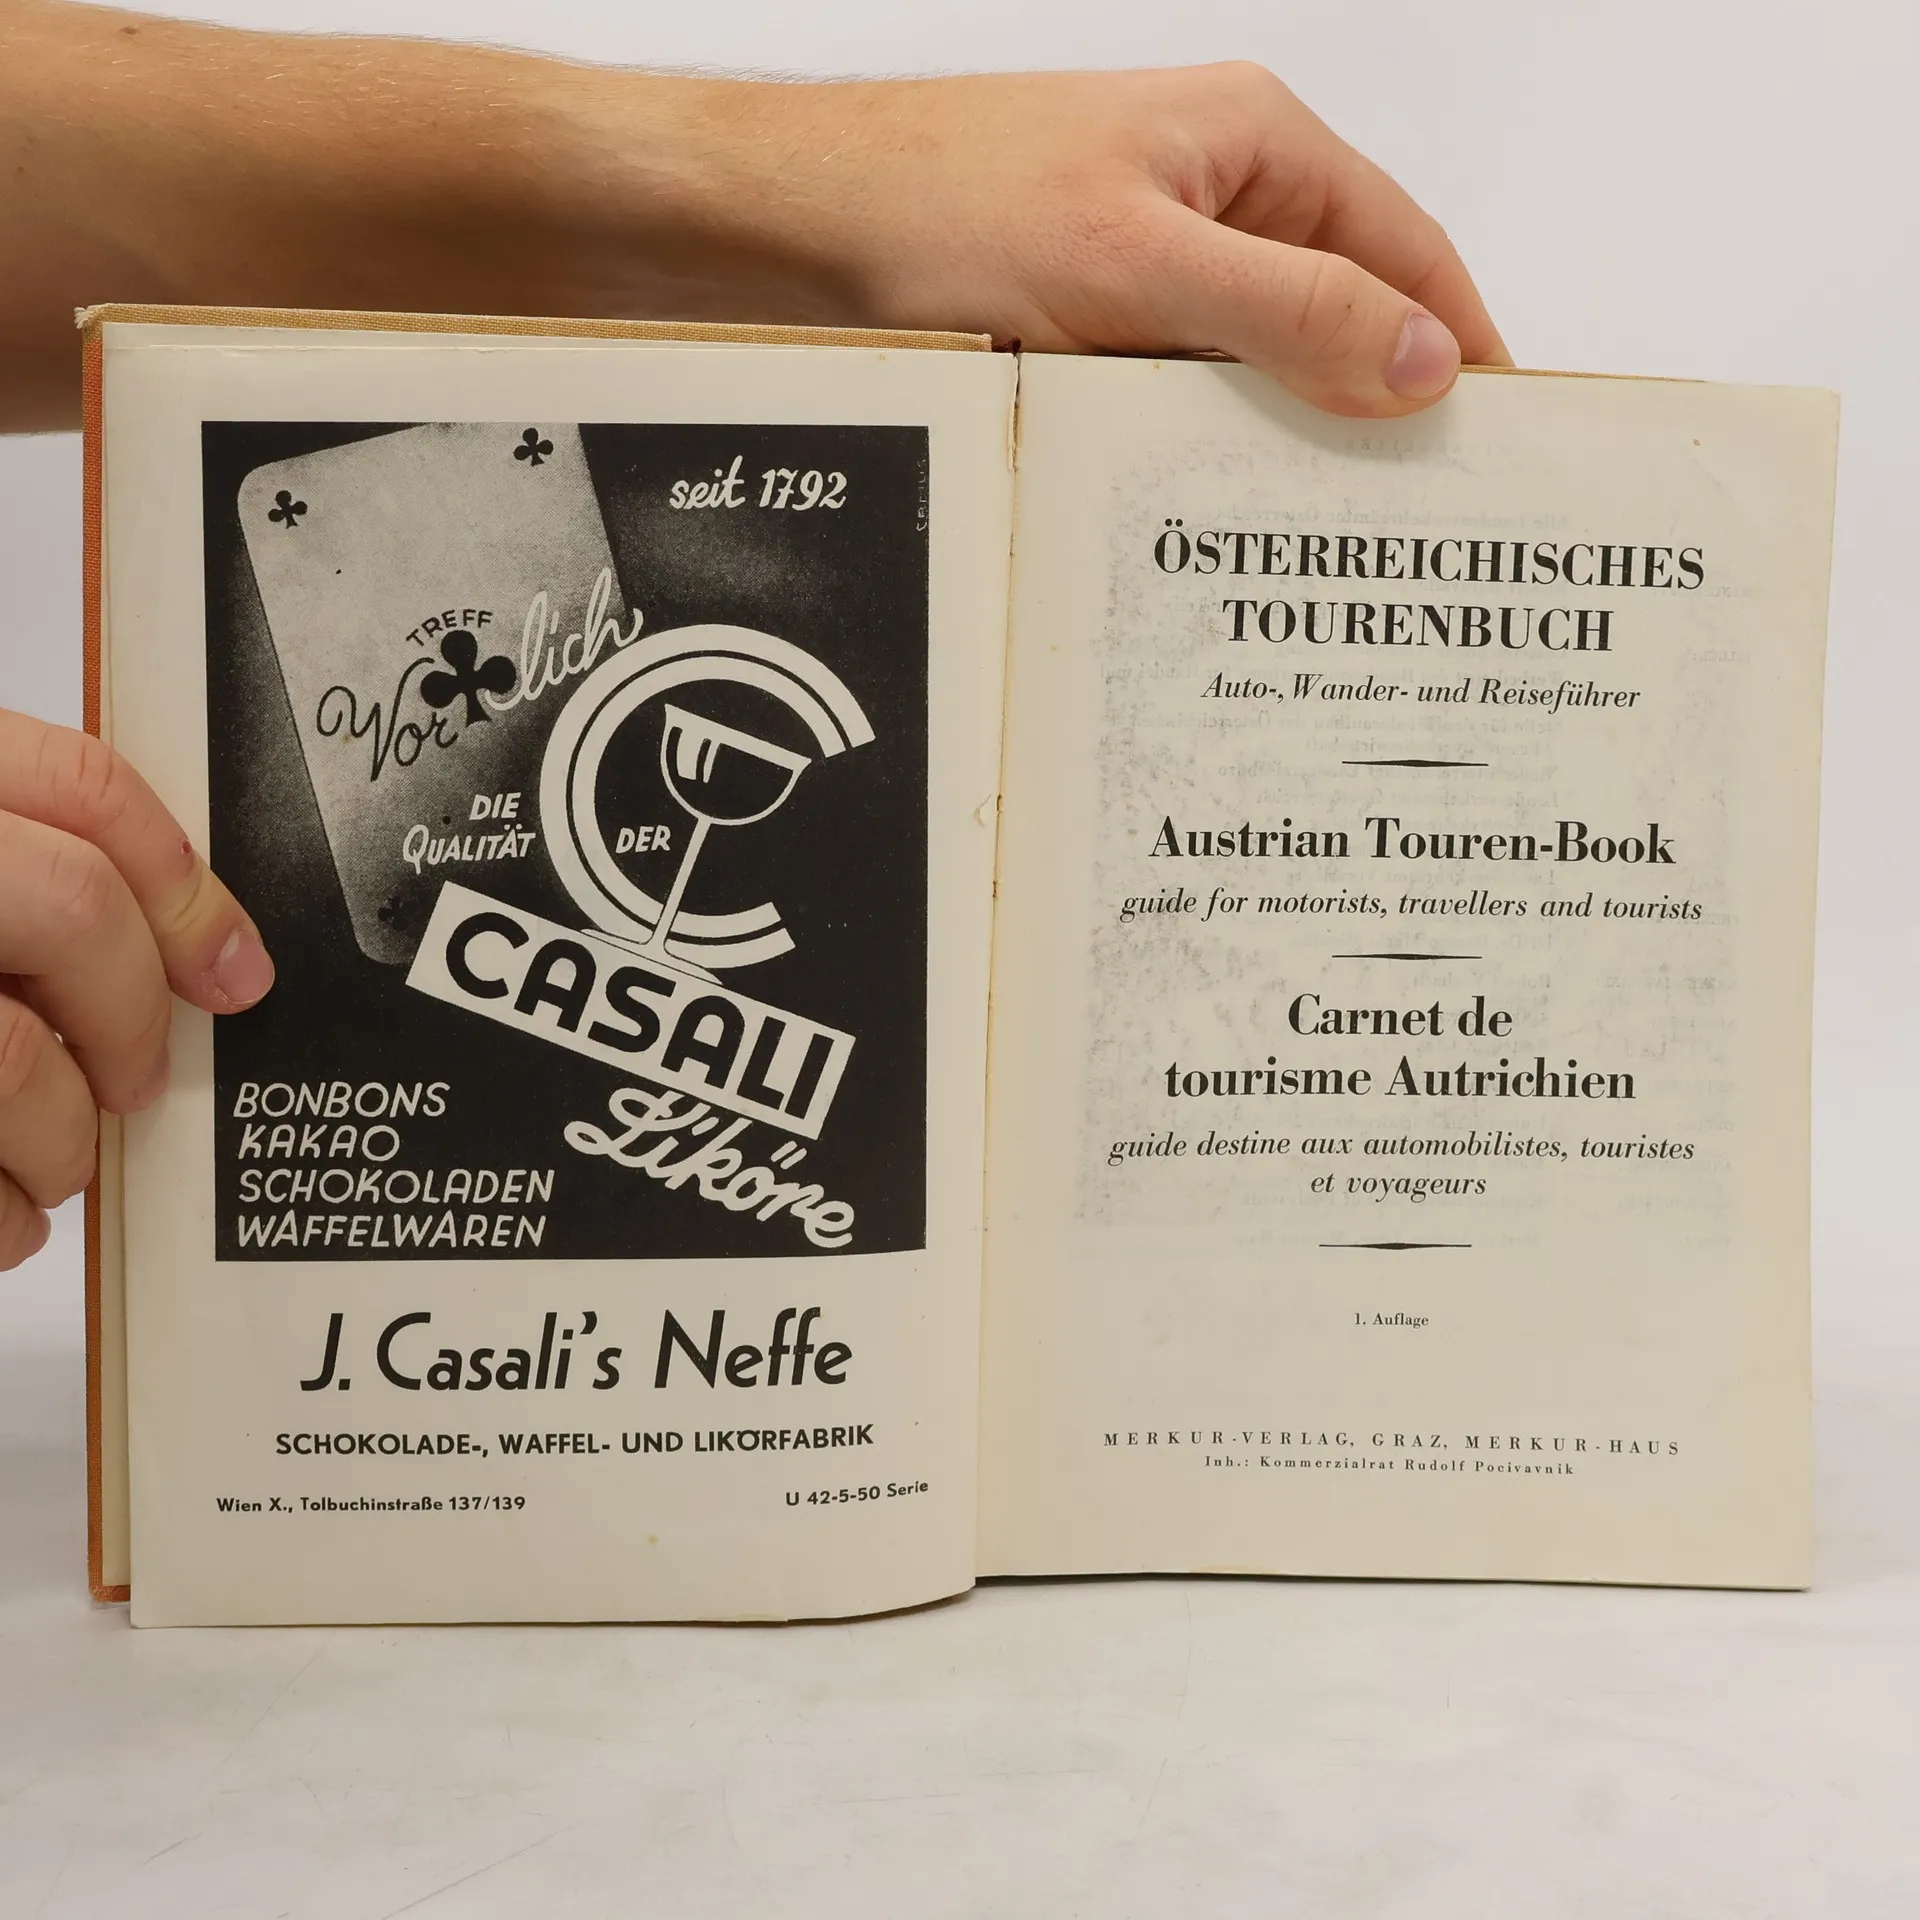 seit 1792
TREFF
Vor♣lich
DIE
QUALITÄT
DER
CASALI
Liköre
BONBONS
KAKAO
SCHOKOLADEN
WAFFELWAREN
J. Casali's Neffe
SCHOKOLADE-, WAFFEL- UND LIKÖRFABRIK
Wien X., Tolbuchinstraße 137/139 U 42-5-50 Serie
ÖSTERREICHISCHES
TOURENBUCH
Auto-, Wander- und Reiseführer
Austrian Touren-Book
guide for motorists, travellers and tourists
Carnet de
tourisme Autrichien
guide destine aux automobilistes, touristes
et voyageurs
1. Auflage
MERKUR-VERLAG, GRAZ, MERKUR-HAUS
Inh.: Kommerzialrat Rudolf Pocivavnik